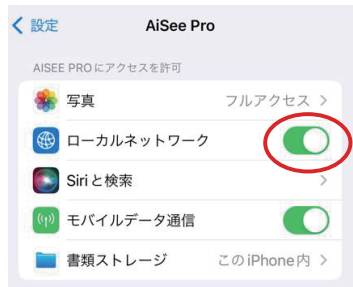 設定 AiSee Pro
AISEE PROにアクセスを許可
写真 フルアクセス
ローカルネットワーク
Siriと検索
モバイルデータ通信
書類ストレージ このiPhone内